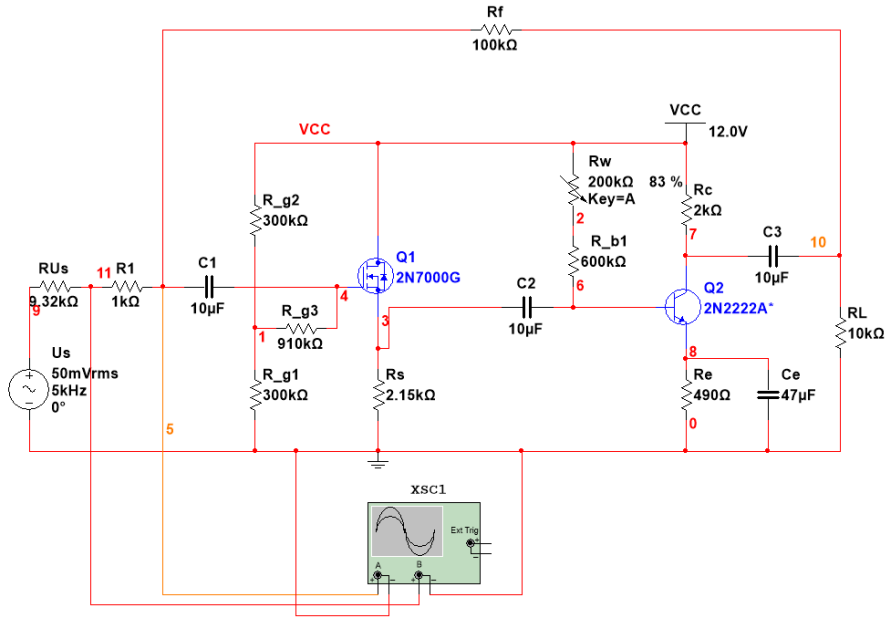 Rf
100kΩ
VCC
12.0V
VCC
Rw
200kΩ
83 %
Key=A
Rc
2kΩ
R_g2
300kΩ
2
7
C3
10
10µF
R_b1
600kΩ
RUs
11
R1
C1
Q1
2N7000G
9.32kΩ
1kΩ
10µF
4
C2
6
Q2
2N2222A*
9
R_g3
910kΩ
3
10µF
RL
10kΩ
1
Us
50mVrms
5kHz
0°
R_g1
300kΩ
Rs
2.15kΩ
8
Re
490Ω
Ce
47µF
5
0
XSC1
Ext Trig
+
−
A
B
+
−
+
−